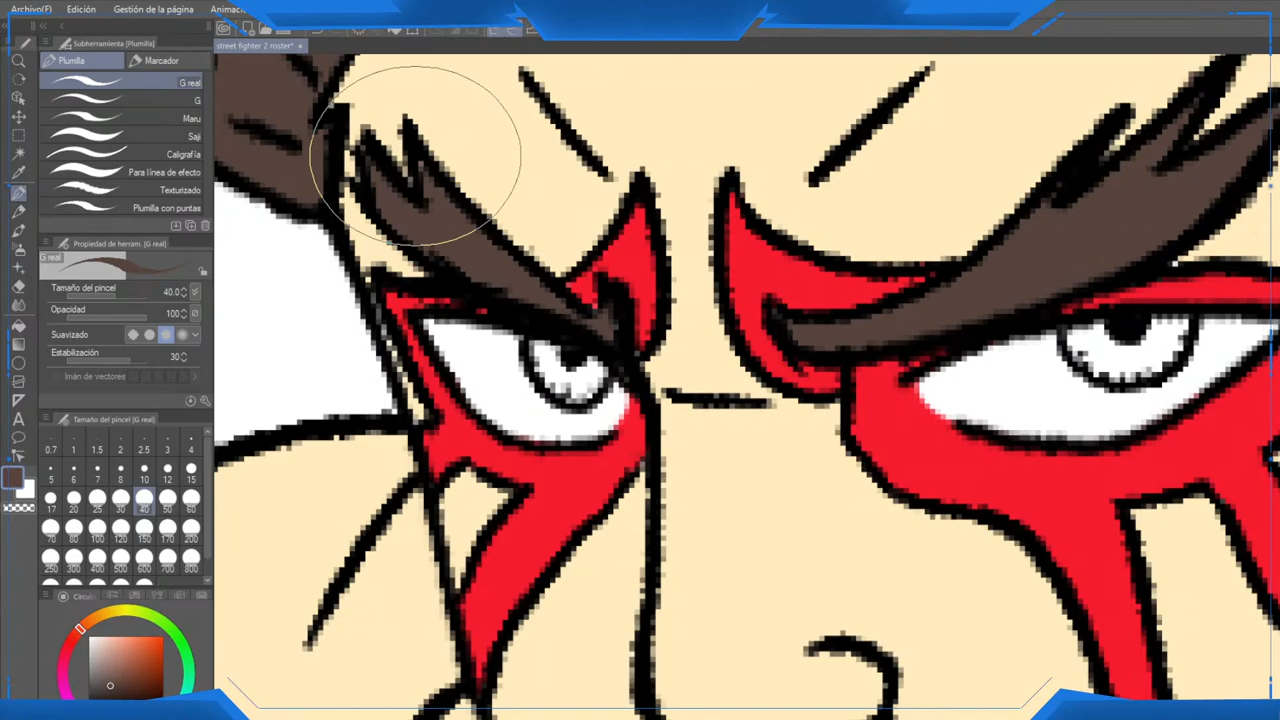 Archivo(F) Edición Gestión de la página Animac
street fighter 2 roster*
Subherramienta [Plumilla]
Plumilla Marcador
G real
G
Maru
Saji
Caligrafía
Para línea de efecto
Texturizado
Plumilla con puntas
Propiedad de herram. [G real]
G real
Tamaño del pincel 40.0
Opacidad 100
Suavizado
Estabilización 30
Imán de vectores
Tamaño del pincel [G real]
0.7 1 1.5 2 2.5 3 4
5 6 7 8 10 12 15
17 20 25 30 40 50 60
70 80 100 120 150 170 200
250 300 400 500 600 700 800
Círcul